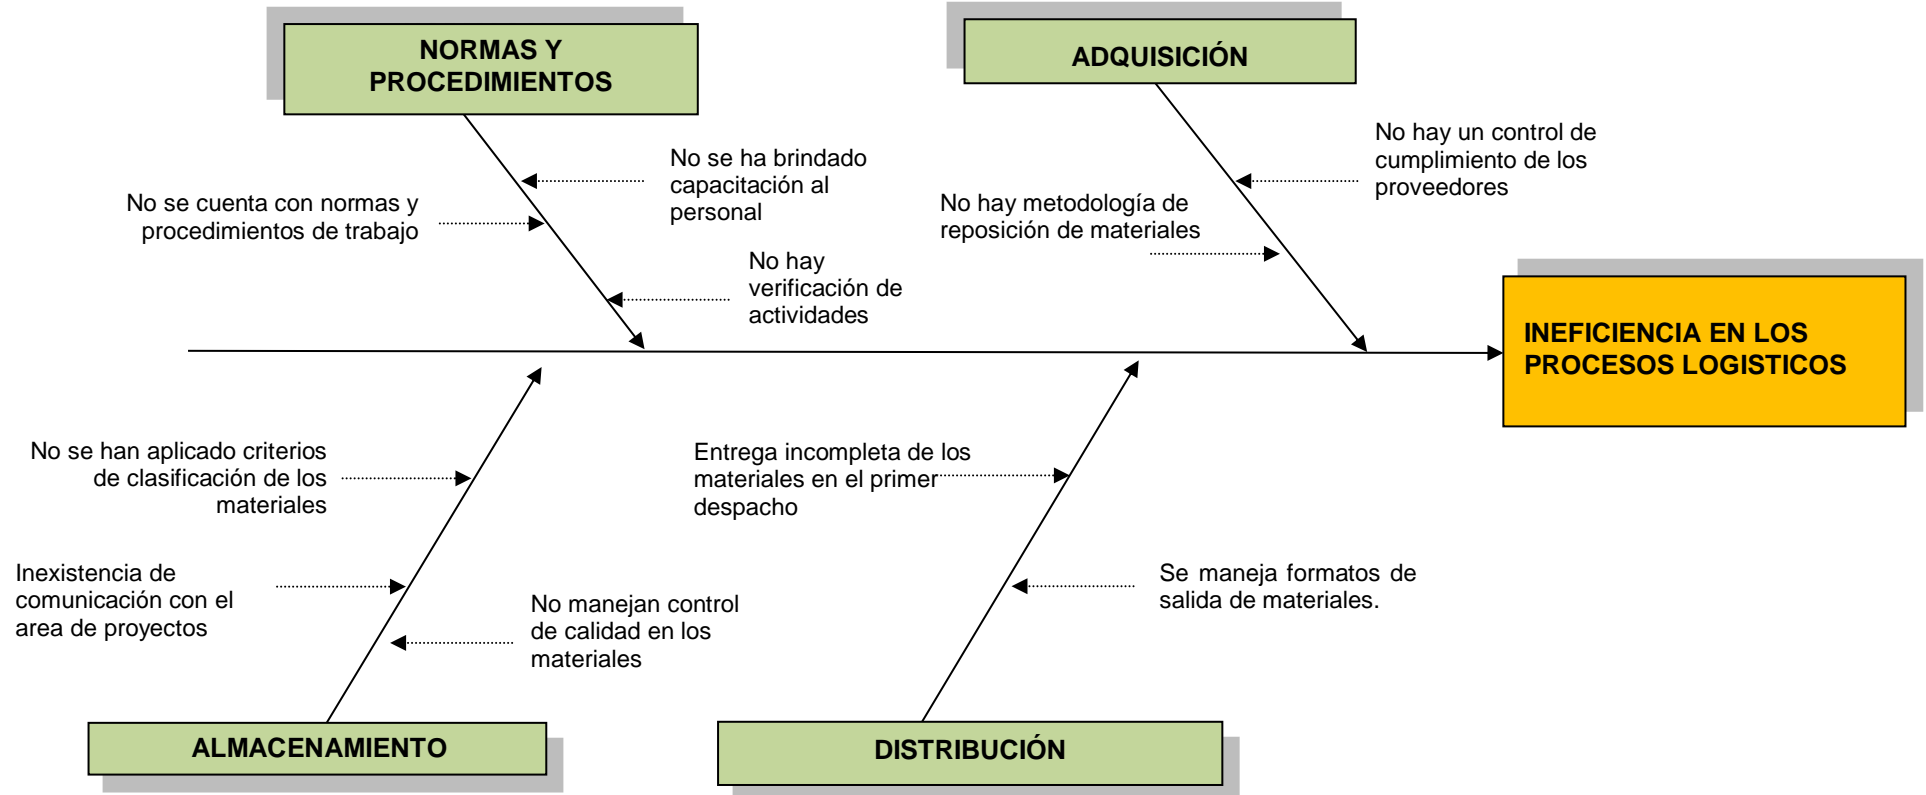 NORMAS Y
PROCEDIMIENTOS
ADQUISICIÓN
No se ha brindado
capacitación al
personal
No se cuenta con normas y
procedimientos de trabajo
No hay
verificación de
actividades
No hay un control de
cumplimiento de los
proveedores
No hay metodología de
reposición de materiales
INEFICIENCIA EN LOS
PROCESOS LOGISTICOS
No se han aplicado criterios
de clasificación de los
materiales
Inexistencia de
comunicación con el
area de proyectos
No manejan control
de calidad en los
materiales
Entrega incompleta de los
materiales en el primer
despacho
Se maneja formatos de
salida de materiales.
ALMACENAMIENTO
DISTRIBUCIÓN